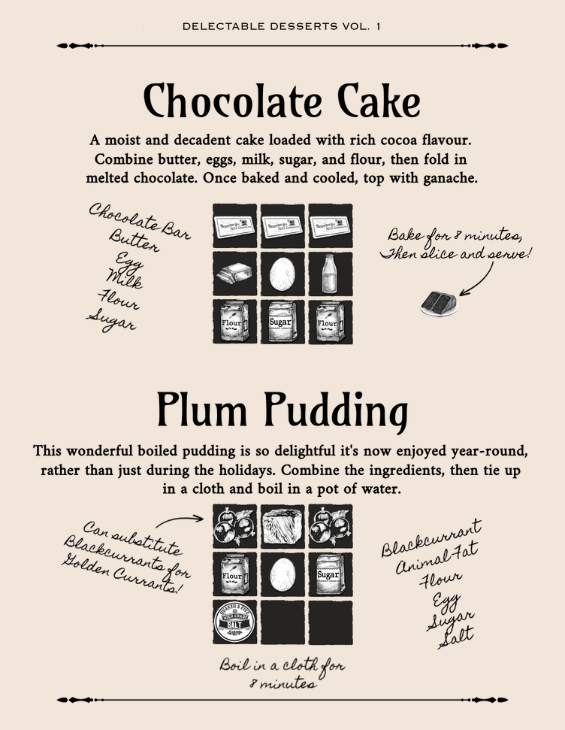 DELECTABLE DESSERTS VOL. 1
Chocolate Cake
A moist and decadent cake loaded with rich cocoa flavour.
Combine butter, eggs, milk, sugar, and flour, then fold in
melted chocolate. Once baked and cooled, top with ganache.
Chocolate Bar
Butter
Egg
Milk
Flour
Sugar
Flour
Sugar
Flour
Bake for 8 minutes,
Then slice and serve!
Plum Pudding
This wonderful boiled pudding is so delightful it's now enjoyed year-round,
rather than just during the holidays. Combine the ingredients, then tie up
in a cloth and boil in a pot of water.
Can substitute
Blackcurrants for
Golden Currants!
Flour
Sugar
SALT
Blackcurrant
Animal Fat
Flour
Egg
Sugar
Salt
Boil in a cloth for
8 minutes